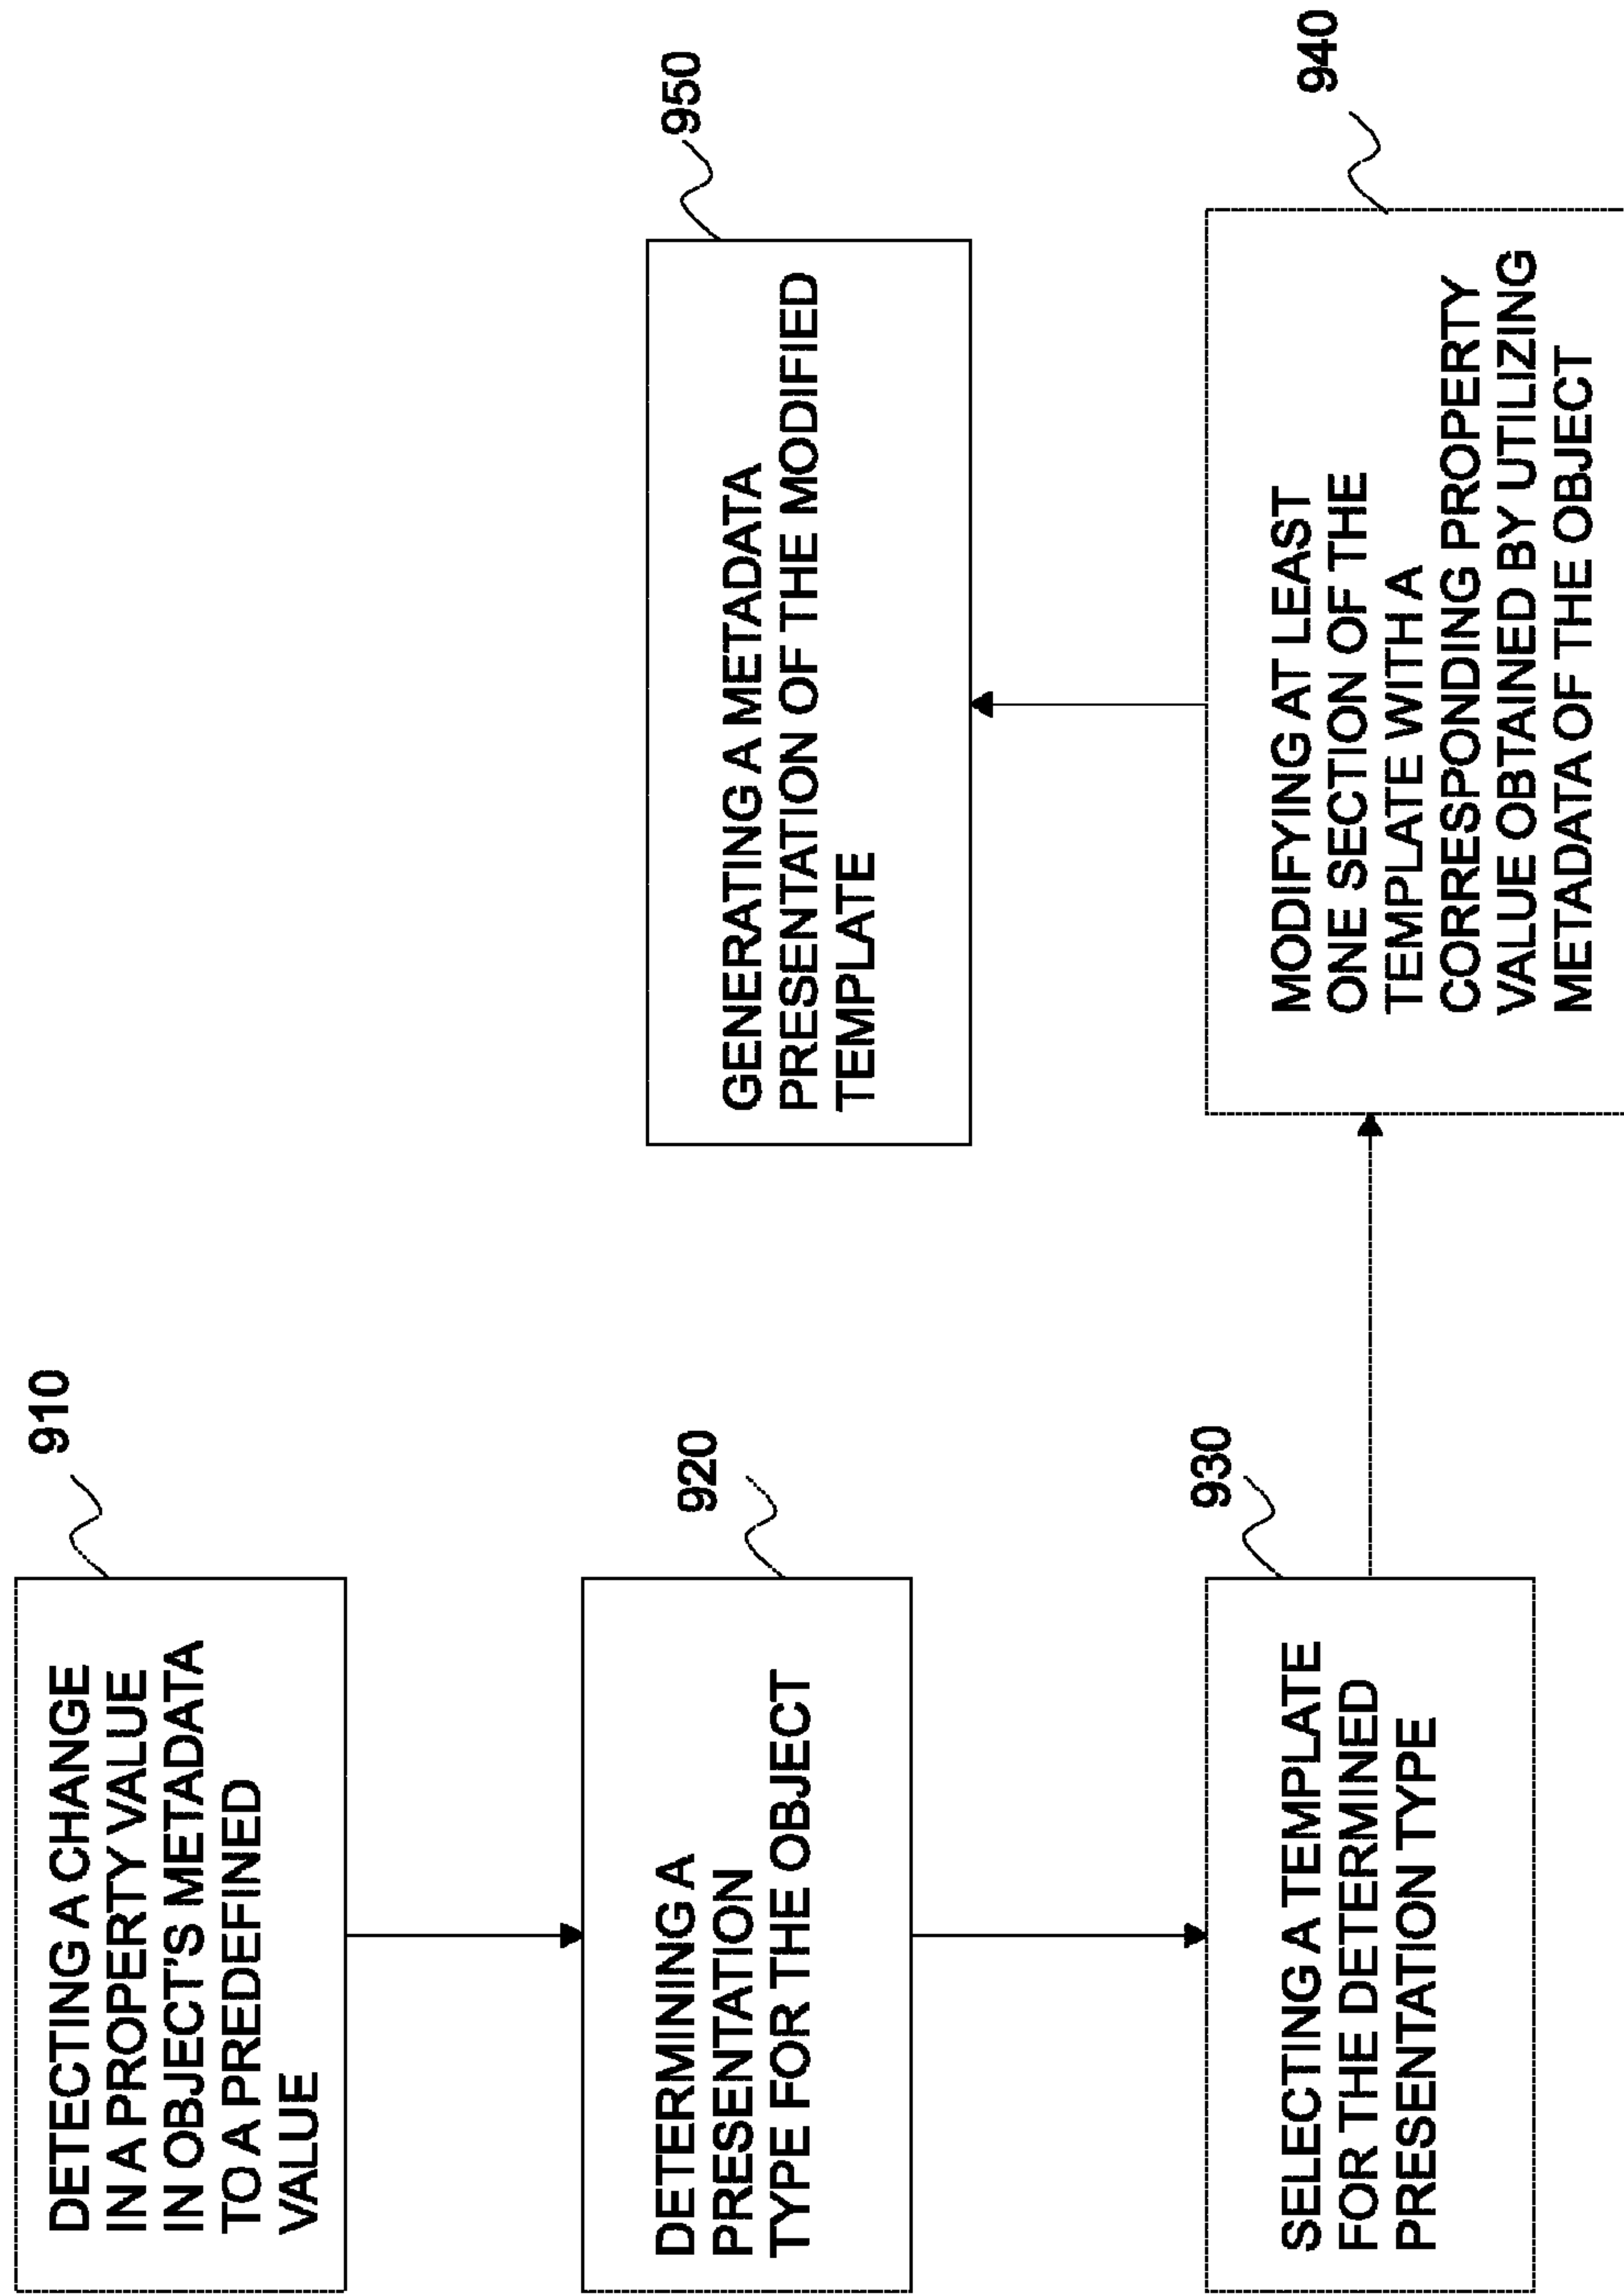 910
DETECTING A CHANGE
IN A PROPERTY VALUE
IN OBJECT'S METADATA
TO A PREDEFINED
VALUE
920
DETERMINING A
PRESENTATION
TYPE FOR THE OBJECT
930
SELECTING A TEMPLATE
FOR THE DETERMINED
PRESENTATION TYPE
940
MODIFYING AT LEAST
ONE SECTION OF THE
TEMPLATE WITH A
CORRESPONDING PROPERTY
VALUE OBTAINED BY UTILIZING
METADATA OF THE OBJECT
950
GENERATING A METADATA
PRESENTATION OF THE MODIFIED
TEMPLATE